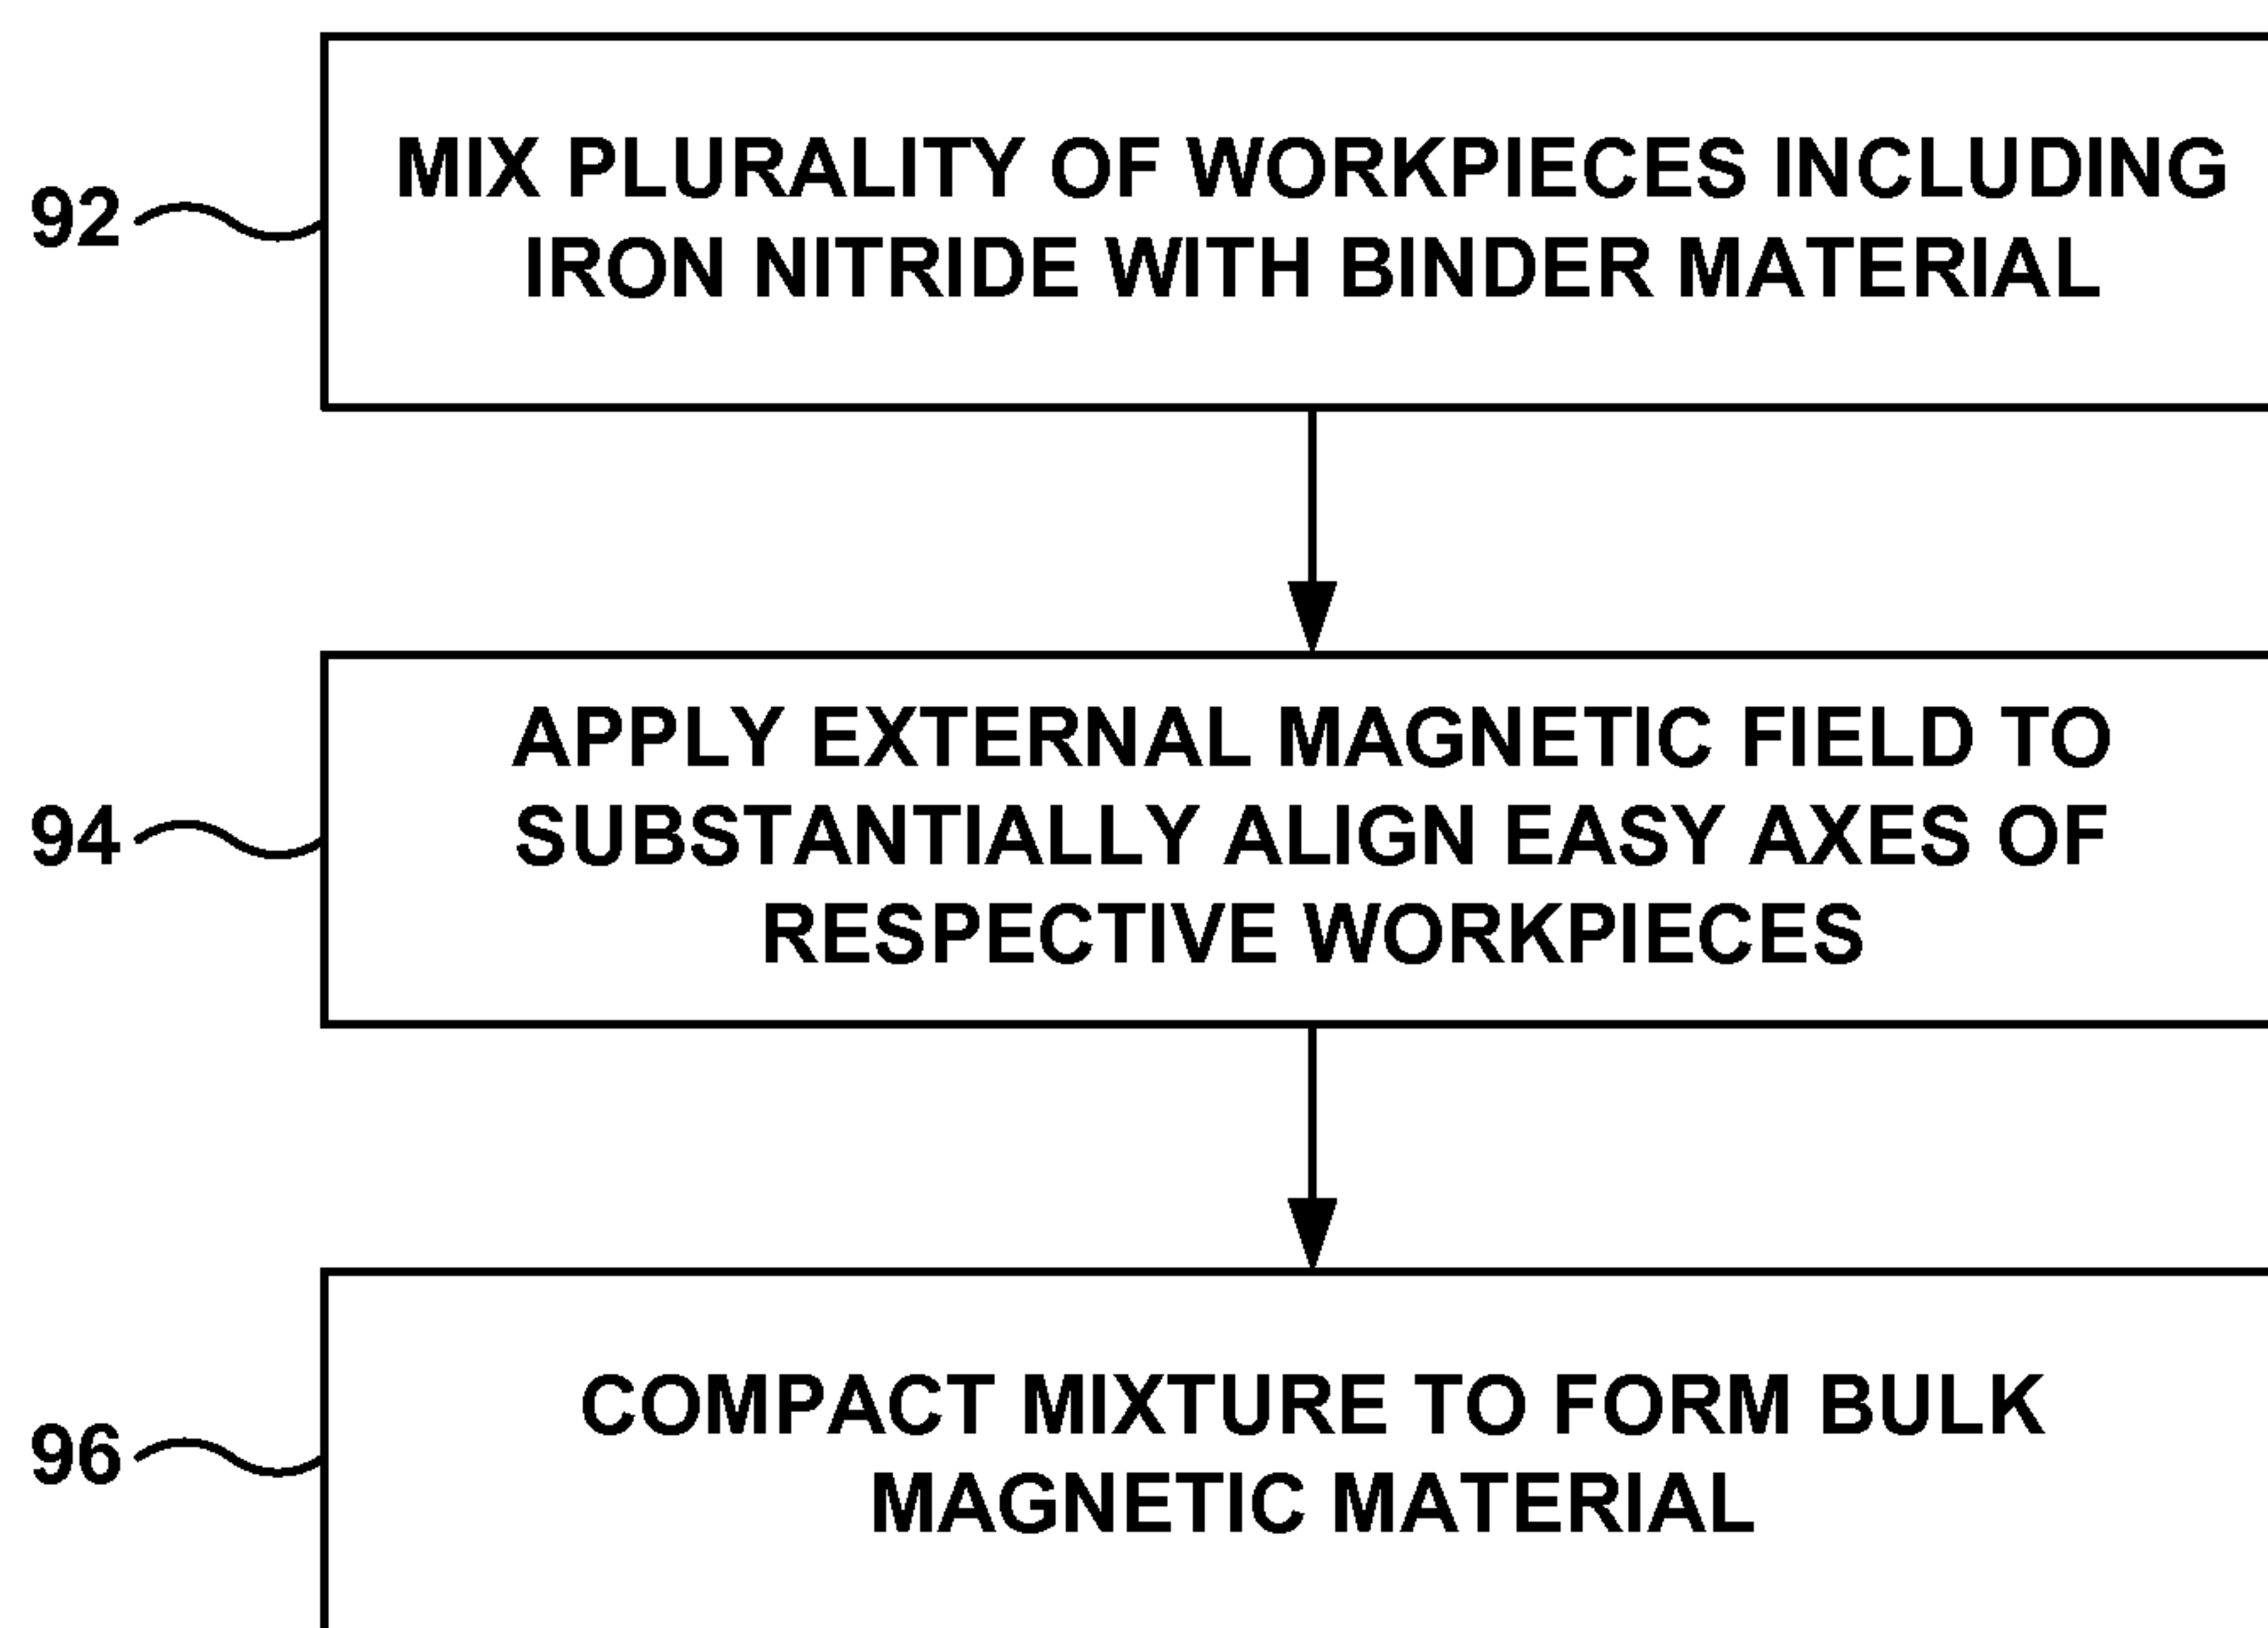 92
MIX PLURALITY OF WORKPIECES INCLUDING
IRON NITRIDE WITH BINDER MATERIAL
94
APPLY EXTERNAL MAGNETIC FIELD TO
SUBSTANTIALLY ALIGN EASY AXES OF
RESPECTIVE WORKPIECES
96
COMPACT MIXTURE TO FORM BULK
MAGNETIC MATERIAL